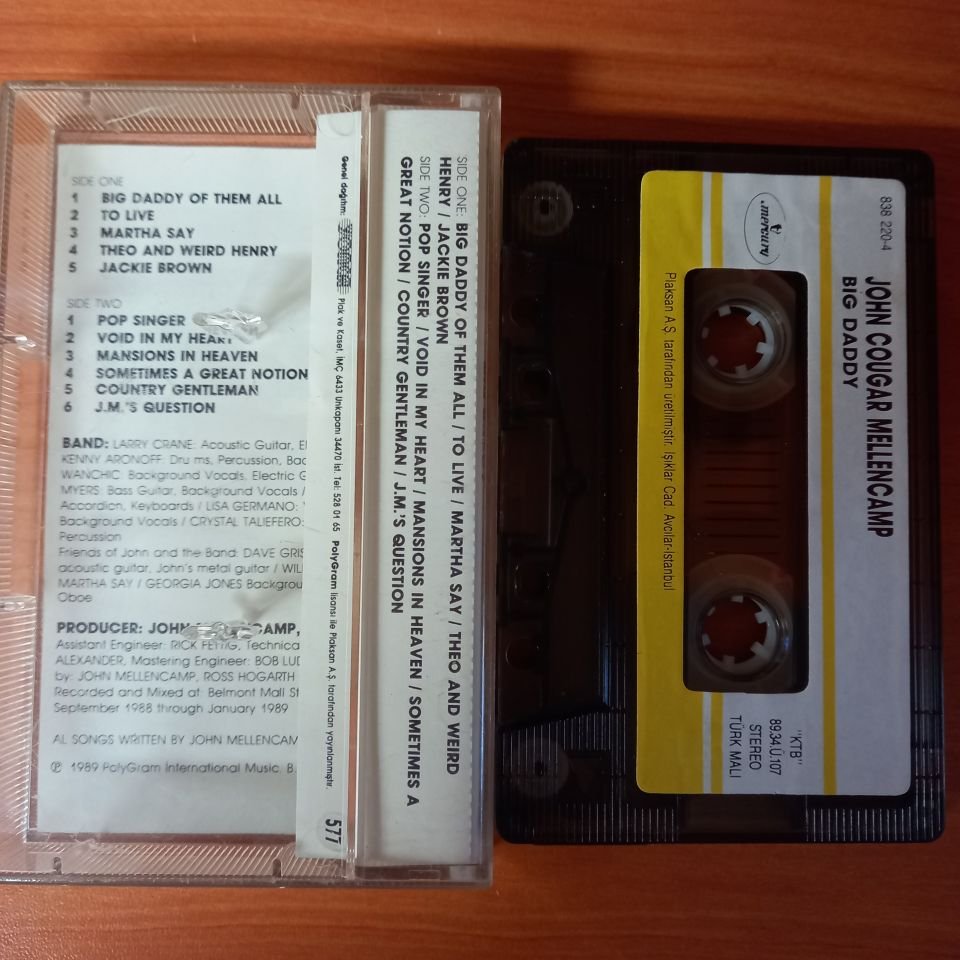 SIDE ONE
1 BIG DADDY OF THEM ALL
2 TO LIVE
3 MARTHA SAY
4 THEO AND WEIRD HENRY
5 JACKIE BROWN
SIDE TWO
1 POP SINGER
2 VOID IN MY HEART
3 MANSIONS IN HEAVEN
4 SOMETIMES A GREAT NOTION
5 COUNTRY GENTLEMAN
6 J.M.'S QUESTION
BAND: LARRY CRANE: Acoustic Guitar, El
KENNY ARONOFF: Drums, Percussion, Bac
WANCHIC: Background Vocals, Electric G
MYERS: Bass Guitar, Background Vocals /
Accordion, Keyboards / LISA GERMANO:
Background Vocals / CRYSTAL TALIEFERO:
Percussion
Friends of John and the Band: DAVE GRIS
acoustic guitar, John's metal guitar / WIL
MARTHA SAY / GEORGIA JONES Backgrou
Oboe
PRODUCER: JOHN CAMP,
Assistant Engineer: RICK FETTIG, Technica
ALEXANDER, Mastering Engineer: BOB LUD
by: JOHN MELLENCAMP, ROSS HOGARTH
Recorded and Mixed at: Belmont Mall St
September 1988 through January 1989
AL SONGS WRITTEN BY JOHN MELLENCAM
℗ 1989 PolyGram International Music, B.
Genel dağıtım: Plak ve Kaset, İMÇ 6433 Unkapanı 34470 İst. Tel: 528 01 65 PolyGram lisansı ile Plaksan A.Ş. tarafından yayınlanmıştır.
577
SIDE ONE: BIG DADDY OF THEM ALL / TO LIVE / MARTHA SAY / THEO AND WEIRD
HENRY / JACKIE BROWN
SIDE TWO: POP SINGER / VOID IN MY HEART / MANSIONS IN HEAVEN / SOMETIMES A
GREAT NOTION / COUNTRY GENTLEMAN / J.M.'S QUESTION
838 220-4
mercury
JOHN COUGAR MELLENCAMP
BIG DADDY
"KTB"
89.34.Ü.107
STEREO
TÜRK MALI
Plaksan A.Ş. tarafından üretilmiştir. Işıklar Cad. Avcılar-İstanbul